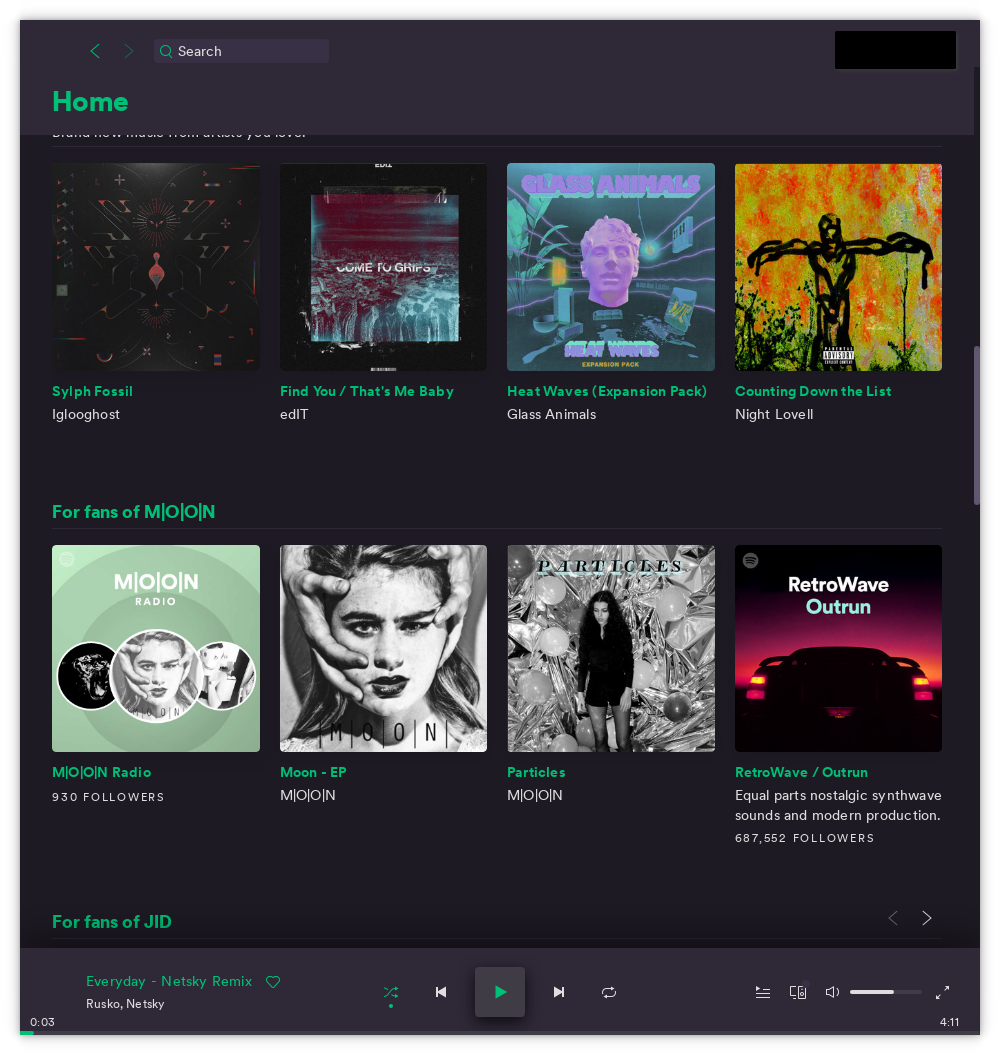 Search
Home
Brand new music from artists you love.
EDIT
COME TO GRIPS
GLASS ANIMALS
HEAT WAVES
EXPANSION PACK
PARENTAL
ADVISORY
EXPLICIT CONTENT
Sylph Fossil
Find You / That's Me Baby
Heat Waves (Expansion Pack)
Counting Down the List
Iglooghost
edIT
Glass Animals
Night Lovell
For fans of M|O|O|N
M|O|O|N
RADIO
M|O|O|N
|M|O|O|N|
PARTICLES
RetroWave
Outrun
M|O|O|N Radio
Moon - EP
Particles
RetroWave / Outrun
930 FOLLOWERS
M|O|O|N
M|O|O|N
Equal parts nostalgic synthwave
sounds and modern production.
687,552 FOLLOWERS
For fans of JID
Everyday - Netsky Remix
Rusko, Netsky
0:03
4:11